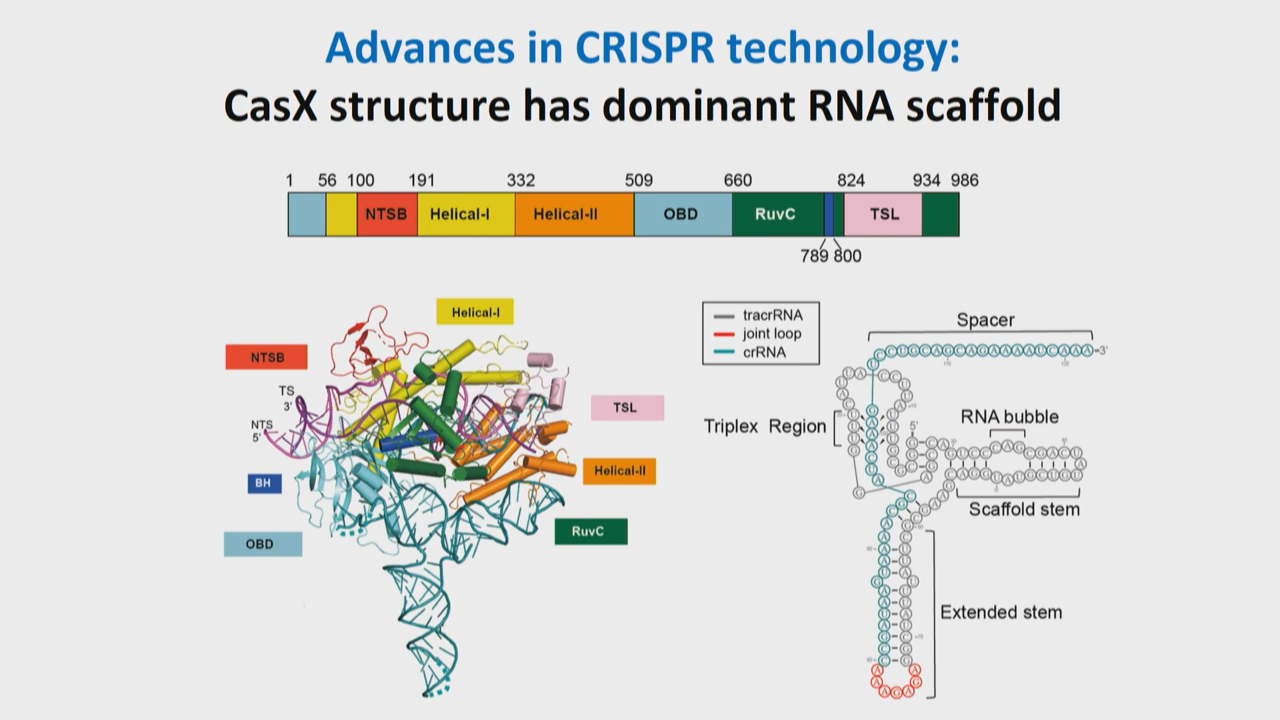 Advances in CRISPR technology:
CasX structure has dominant RNA scaffold
1 56 100 191 332 509 660 824 934 986
NTSB Helical-I Helical-II OBD RuvC TSL
789 800
Helical-I
NTSB
TS
3'
NTS
5'
BH
OBD
TSL
Helical-II
RuvC
tracrRNA
joint loop
crRNA
Spacer
3'
Triplex Region
5'
RNA bubble
Scaffold stem
Extended stem